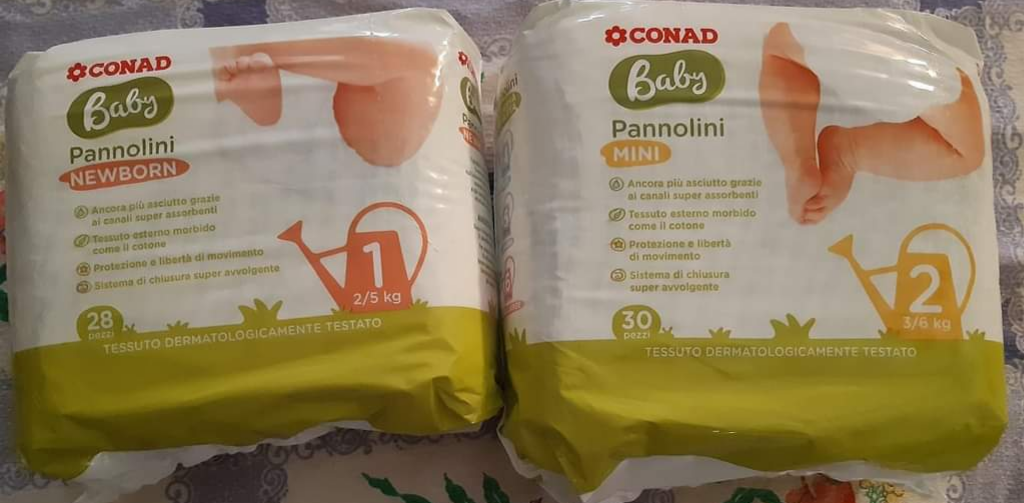 CONAD
Baby
Pannolini
NEWBORN
Ancora più asciutto grazie
ai canali super assorbenti
Tessuto esterno morbido
come il cotone
Protezione e libertà di movimento
Sistema di chiusura super avvolgente
1
2/5 kg
28
pezzi
TESSUTO DERMATOLOGICAMENTE TESTATO
CONAD
Baby
Pannolini
MINI
Ancora più asciutto grazie
ai canali super assorbenti
Tessuto esterno morbido
come il cotone
Protezione e libertà
di movimento
Sistema di chiusura
super avvolgente
2
3/6 kg
30
pezzi
TESSUTO DERMATOLOGICAMENTE TESTATO